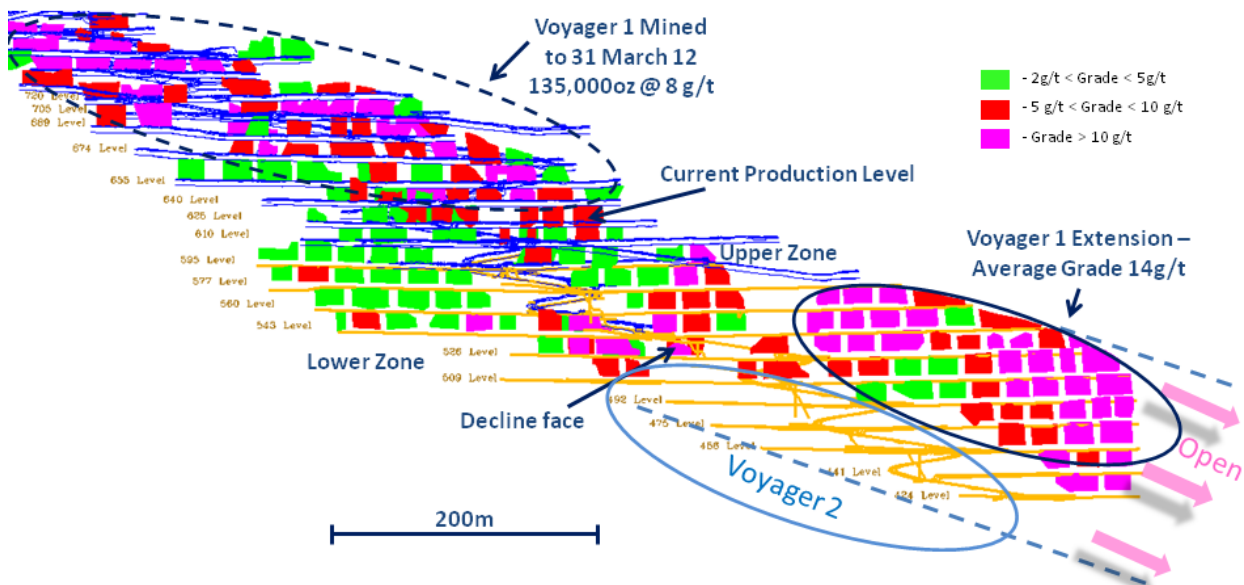 Voyager 1 Mined
to 31 March 12
135,000oz @ 8 g/t
- 2g/t < Grade < 5g/t
- 5 g/t < Grade < 10 g/t
- Grade > 10 g/t
720 Level
705 Level
689 Level
674 Level
655 Level
640 Level
625 Level
610 Level
595 Level
577 Level
560 Level
543 Level
526 Level
509 Level
492 Level
475 Level
458 Level
441 Level
424 Level
Current Production Level
Upper Zone
Voyager 1 Extension –
Average Grade 14g/t
Lower Zone
Decline face
Voyager 2
Open
200m